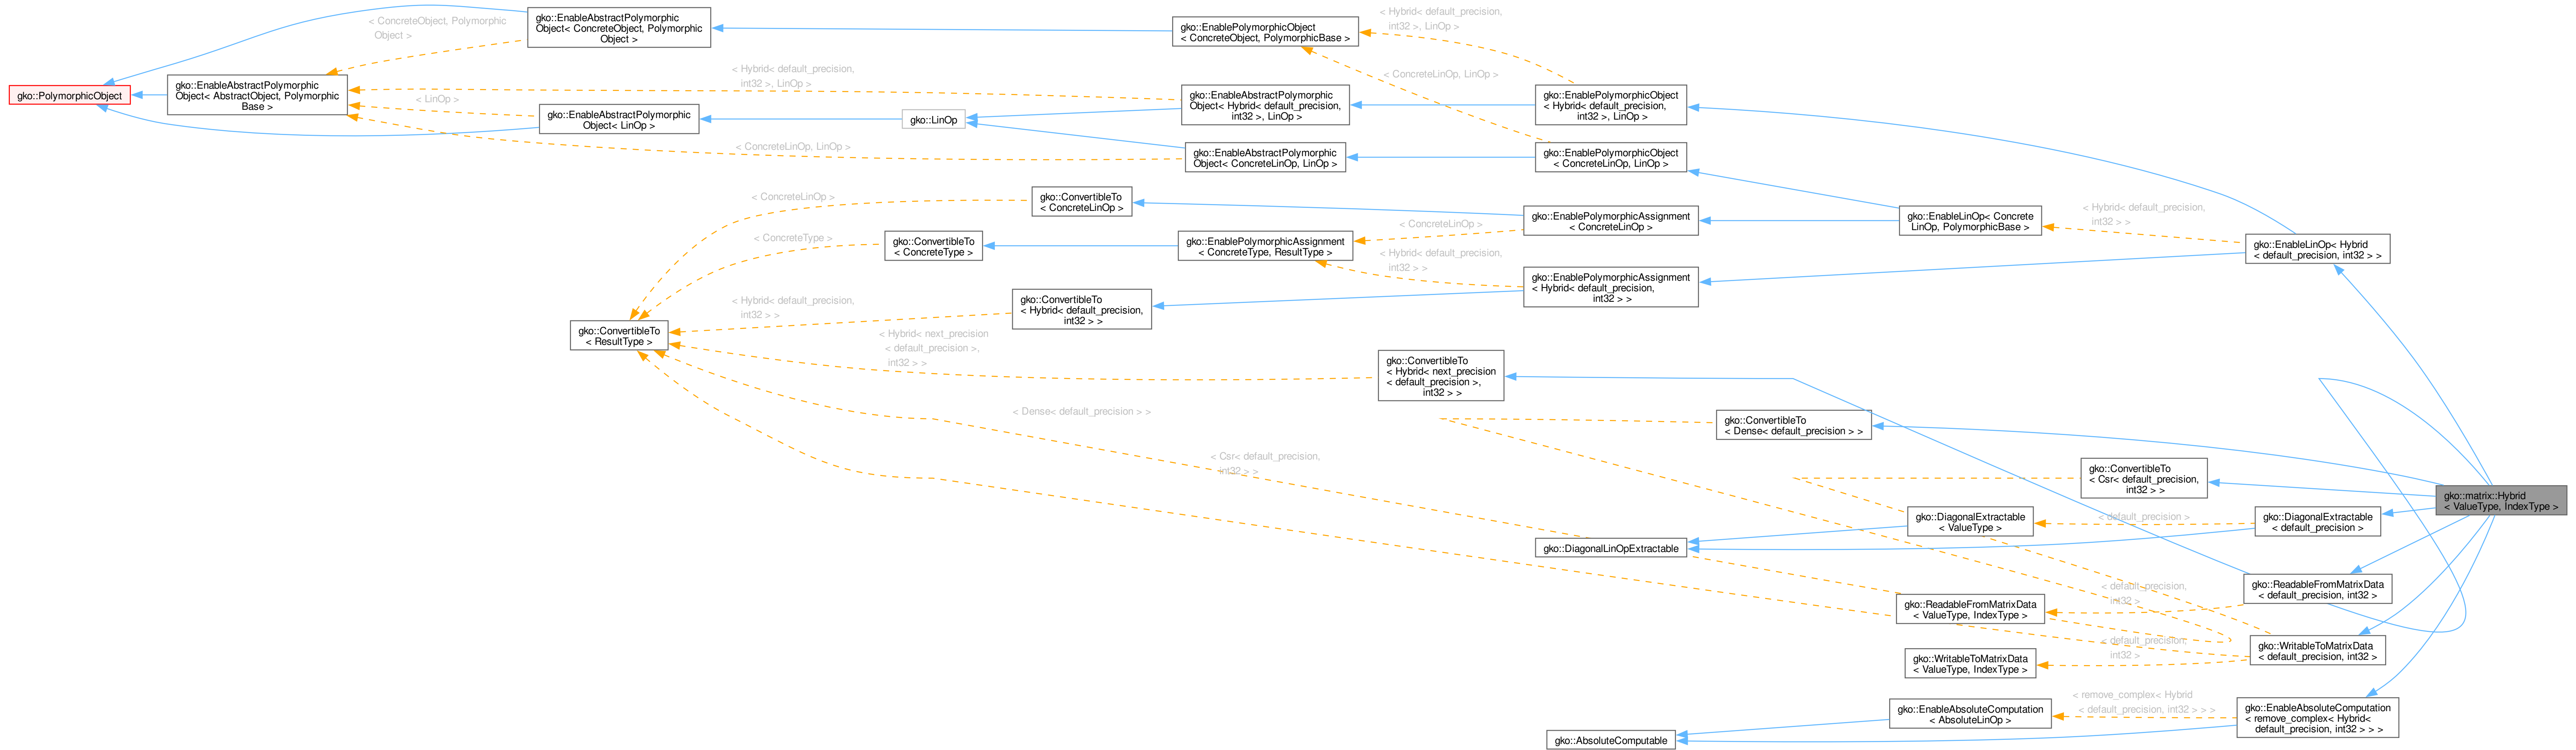 gko::PolymorphicObject
gko::EnableAbstractPolymorphic
Object< AbstractObject, Polymorphic
Base >
< ConcreteObject, Polymorphic
Object >
gko::EnableAbstractPolymorphic
Object< ConcreteObject, Polymorphic
Object >
gko::EnablePolymorphicObject
< ConcreteObject, PolymorphicBase >
< Hybrid< default_precision,
int32 >, LinOp >
< Hybrid< default_precision,
int32 >, LinOp >
< LinOp >
gko::EnableAbstractPolymorphic
Object< LinOp >
gko::LinOp
< ConcreteLinOp, LinOp >
gko::EnableAbstractPolymorphic
Object< Hybrid< default_precision,
int32 >, LinOp >
< ConcreteLinOp, LinOp >
gko::EnablePolymorphicObject
< Hybrid< default_precision,
int32 >, LinOp >
gko::EnableAbstractPolymorphic
Object< ConcreteLinOp, LinOp >
gko::EnablePolymorphicObject
< ConcreteLinOp, LinOp >
< ConcreteLinOp >
gko::ConvertibleTo
< ConcreteLinOp >
gko::EnablePolymorphicAssignment
< ConcreteLinOp >
gko::EnableLinOp< Concrete
LinOp, PolymorphicBase >
< Hybrid< default_precision,
int32 > >
gko::EnableLinOp< Hybrid
< default_precision, int32 > >
< ConcreteType >
gko::ConvertibleTo
< ConcreteType >
gko::EnablePolymorphicAssignment
< ConcreteType, ResultType >
< ConcreteLinOp >
< Hybrid< default_precision,
int32 > >
gko::EnablePolymorphicAssignment
< Hybrid< default_precision,
int32 > >
< Hybrid< default_precision,
int32 > >
gko::ConvertibleTo
< Hybrid< default_precision,
int32 > >
gko::ConvertibleTo
< ResultType >
< Hybrid< next_precision
< default_precision >,
int32 > >
gko::ConvertibleTo
< Hybrid< next_precision
< default_precision >,
int32 > >
< Dense< default_precision > >
gko::ConvertibleTo
< Dense< default_precision > >
< Csr< default_precision,
int32 > >
gko::ConvertibleTo
< Csr< default_precision,
int32 > >
gko::matrix::Hybrid
< ValueType, IndexType >
gko::DiagonalExtractable
< ValueType >
< default_precision >
gko::DiagonalExtractable
< default_precision >
gko::DiagonalLinOpExtractable
< default_precision,
int32 >
gko::ReadableFromMatrixData
< default_precision, int32 >
gko::ReadableFromMatrixData
< ValueType, IndexType >
< default_precision,
int32 >
gko::WritableToMatrixData
< default_precision, int32 >
gko::WritableToMatrixData
< ValueType, IndexType >
< remove_complex< Hybrid
< default_precision, int32 > > >
gko::EnableAbsoluteComputation
< AbsoluteLinOp >
gko::EnableAbsoluteComputation
< remove_complex< Hybrid<
default_precision, int32 > > >
gko::AbsoluteComputable